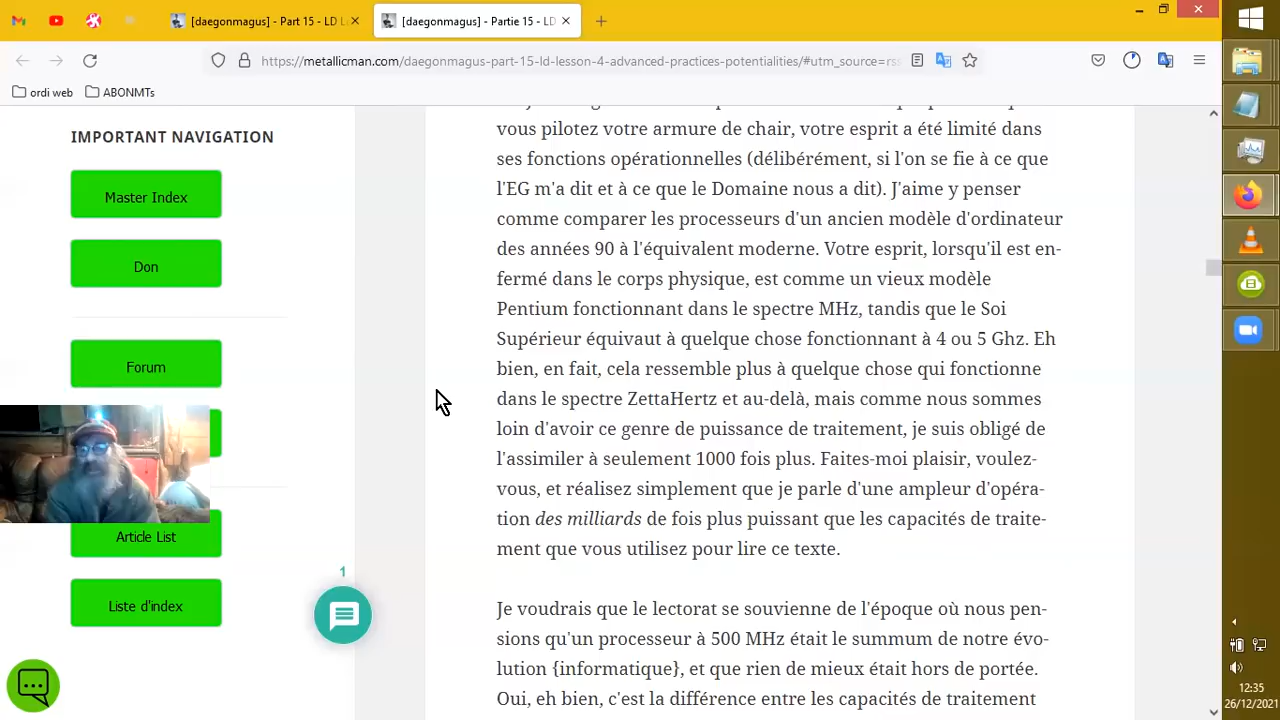 [daegonmagus] - Part 15 - LD L
[daegonmagus] - Partie 15 - LD
https://metallicman.com/daegonmagus-part-15-ld-lesson-4-advanced-practices-potentialities/#utm_source=rss
ordi web
ABONMTs
IMPORTANT NAVIGATION
Master Index
Don
Forum
Article List
Liste d'index
1
vous pilotez votre armure de chair, votre esprit a été limité dans
ses fonctions opérationnelles (délibérément, si l'on se fie à ce que
l'EG m'a dit et à ce que le Domaine nous a dit). J'aime y penser
comme comparer les processeurs d'un ancien modèle d'ordinateur
des années 90 à l'équivalent moderne. Votre esprit, lorsqu'il est en-
fermé dans le corps physique, est comme un vieux modèle
Pentium fonctionnant dans le spectre MHz, tandis que le Soi
Supérieur équivaut à quelque chose fonctionnant à 4 ou 5 Ghz. Eh
bien, en fait, cela ressemble plus à quelque chose qui fonctionne
dans le spectre ZettaHertz et au-delà, mais comme nous sommes
loin d'avoir ce genre de puissance de traitement, je suis obligé de
l'assimiler à seulement 1000 fois plus. Faites-moi plaisir, voulez-
vous, et réalisez simplement que je parle d'une ampleur d'opéra-
tion des milliards de fois plus puissant que les capacités de traite-
ment que vous utilisez pour lire ce texte.
Je voudrais que le lectorat se souvienne de l'époque où nous pen-
sions qu'un processeur à 500 MHz était le summum de notre évo-
lution {informatique}, et que rien de mieux était hors de portée.
Oui, eh bien, c'est la différence entre les capacités de traitement
12:35
26/12/2021